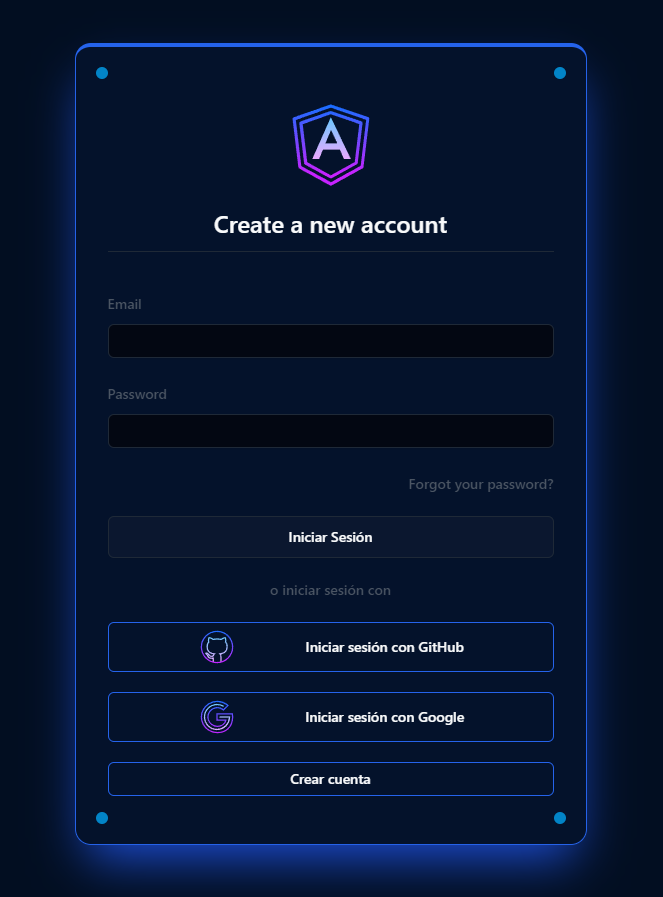 A
Create a new account
Email
Password
Forgot your password?
Iniciar Sesión
o iniciar sesión con
Iniciar sesión con GitHub
Iniciar sesión con Google
Crear cuenta